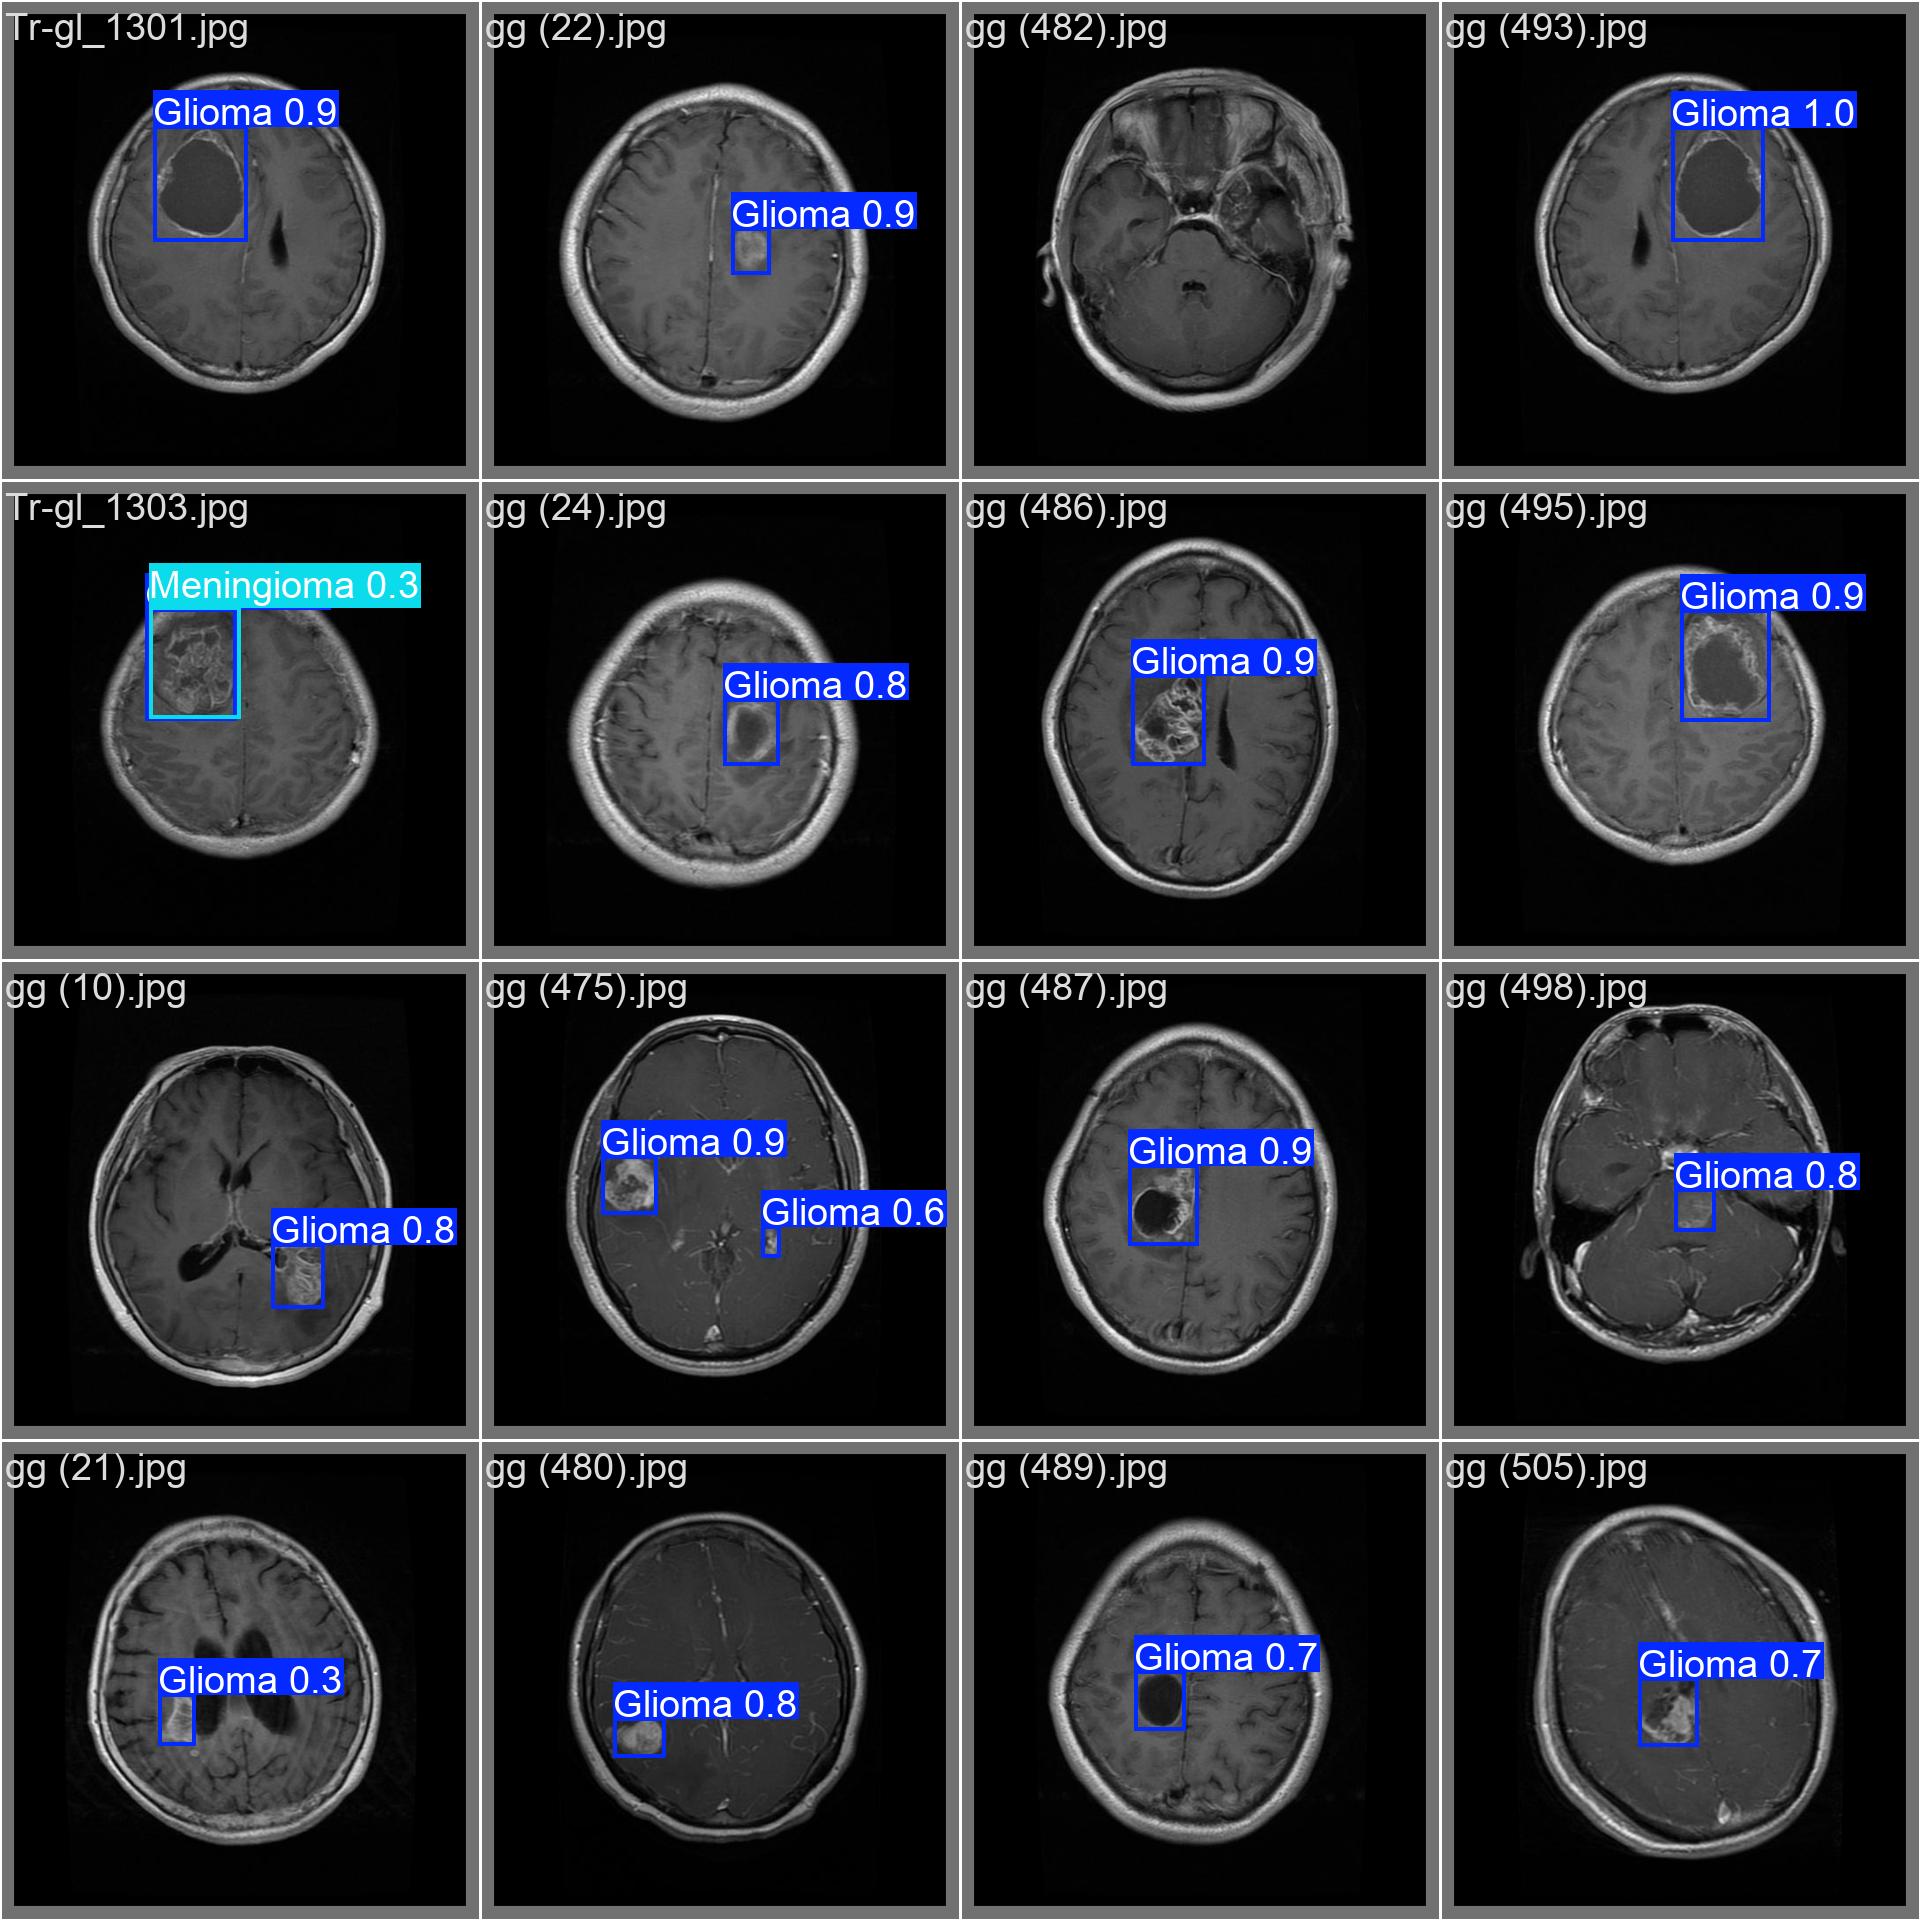 Tr-gl_1301.jpg
Glioma 0.9
gg (22).jpg
Glioma 0.9
gg (482).jpg
gg (493).jpg
Glioma 1.0
Tr-gl_1303.jpg
Meningioma 0.3
gg (24).jpg
Glioma 0.8
gg (486).jpg
Glioma 0.9
gg (495).jpg
Glioma 0.9
gg (10).jpg
Glioma 0.8
gg (475).jpg
Glioma 0.9
Glioma 0.6
gg (487).jpg
Glioma 0.9
gg (498).jpg
Glioma 0.8
gg (21).jpg
Glioma 0.3
gg (480).jpg
Glioma 0.8
gg (489).jpg
Glioma 0.7
gg (505).jpg
Glioma 0.7